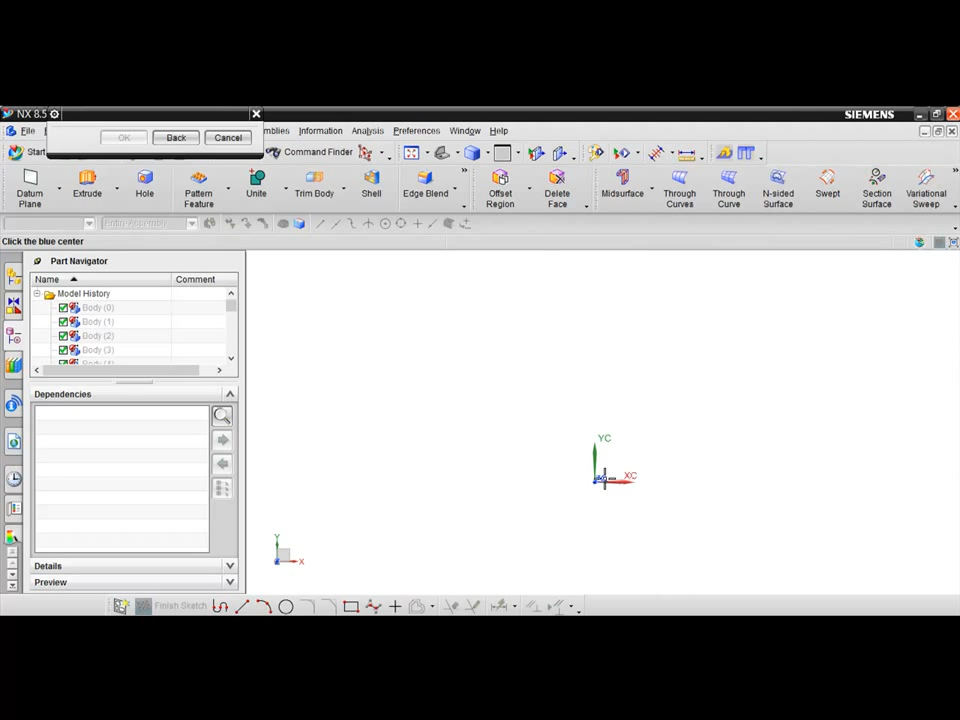 NX 8.5
SIEMENS
File
emblies Information Analysis Preferences Window Help
OK Back Cancel
Start
Command Finder
Datum Plane
Extrude
Hole
Pattern Feature
Unite
Trim Body
Shell
Edge Blend
Offset Region
Delete Face
Midsurface
Through Curves
Through Curve
N-sided Surface
Swept
Section Surface
Variational Sweep
Entire Assembly
Click the blue center
Part Navigator
Name Comment
Model History
Body (0)
Body (1)
Body (2)
Body (3)
Dependencies
YC
XC
Y
X
Details
Preview
Finish Sketch